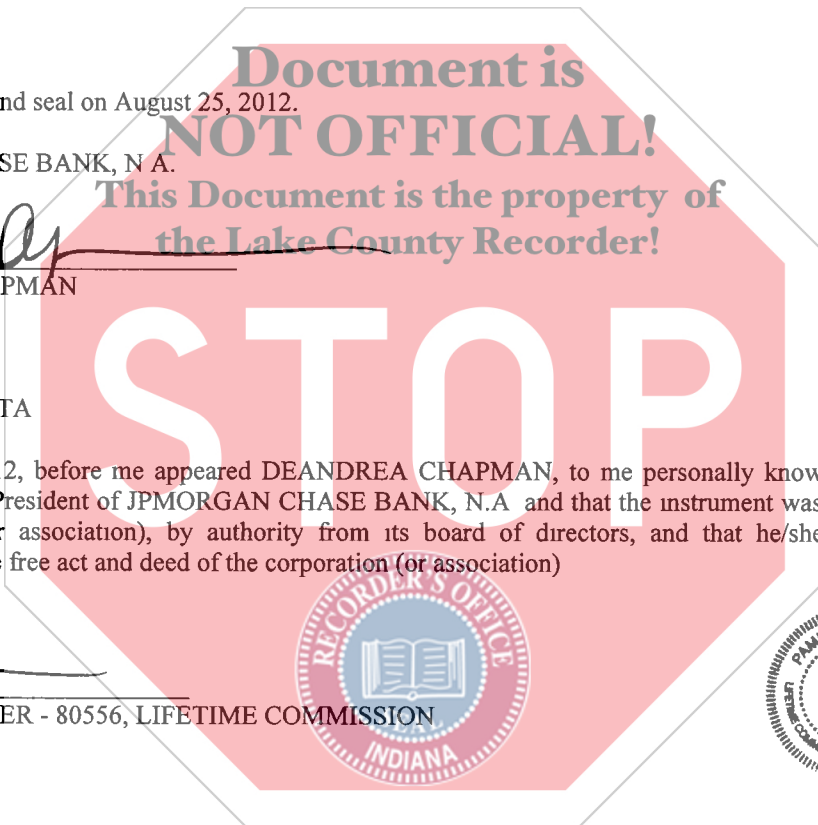 Document is
nd seal on August 25, 2012.
NOT OFFICIAL!
SE BANK, N A.
This Document is the property of
the Lake County Recorder!
PMAN
STOP
TA
2, before me appeared DEANDREA CHAPMAN, to me personally know
President of JPMORGAN CHASE BANK, N.A and that the instrument was
r association), by authority from its board of directors, and that he/she
free act and deed of the corporation (or association)
RECORDER'S OFFICE
SEAL
INDIANA
ER - 80556, LIFETIME COMMISSION
PAM
LIFETIME COMM